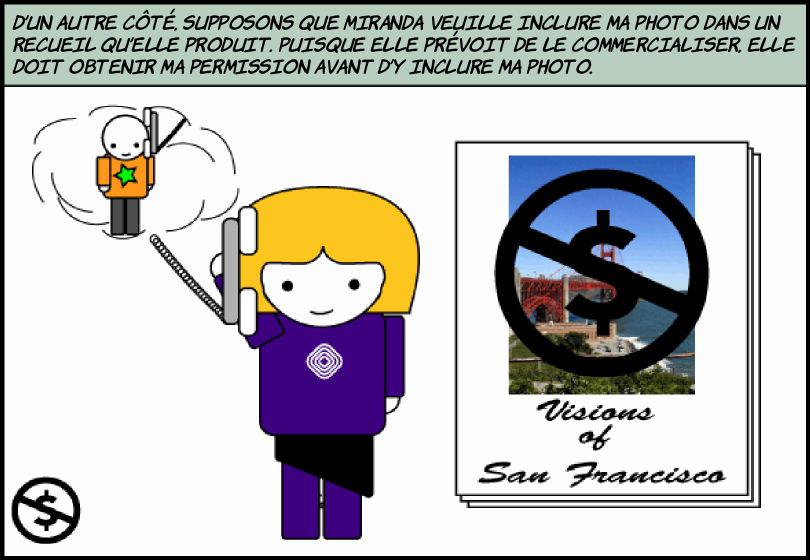 D'UN AUTRE CÔTÉ, SUPPOSONS QUE MIRANDA VEUILLE INCLURE MA PHOTO DANS UN
RECUEIL QU'ELLE PRODUIT. PUISQUE ELLE PRÉVOIT DE LE COMMERCIALISER, ELLE
DOIT OBTENIR MA PERMISSION AVANT D'Y INCLURE MA PHOTO.
$
Visions
of
San Francisco
$